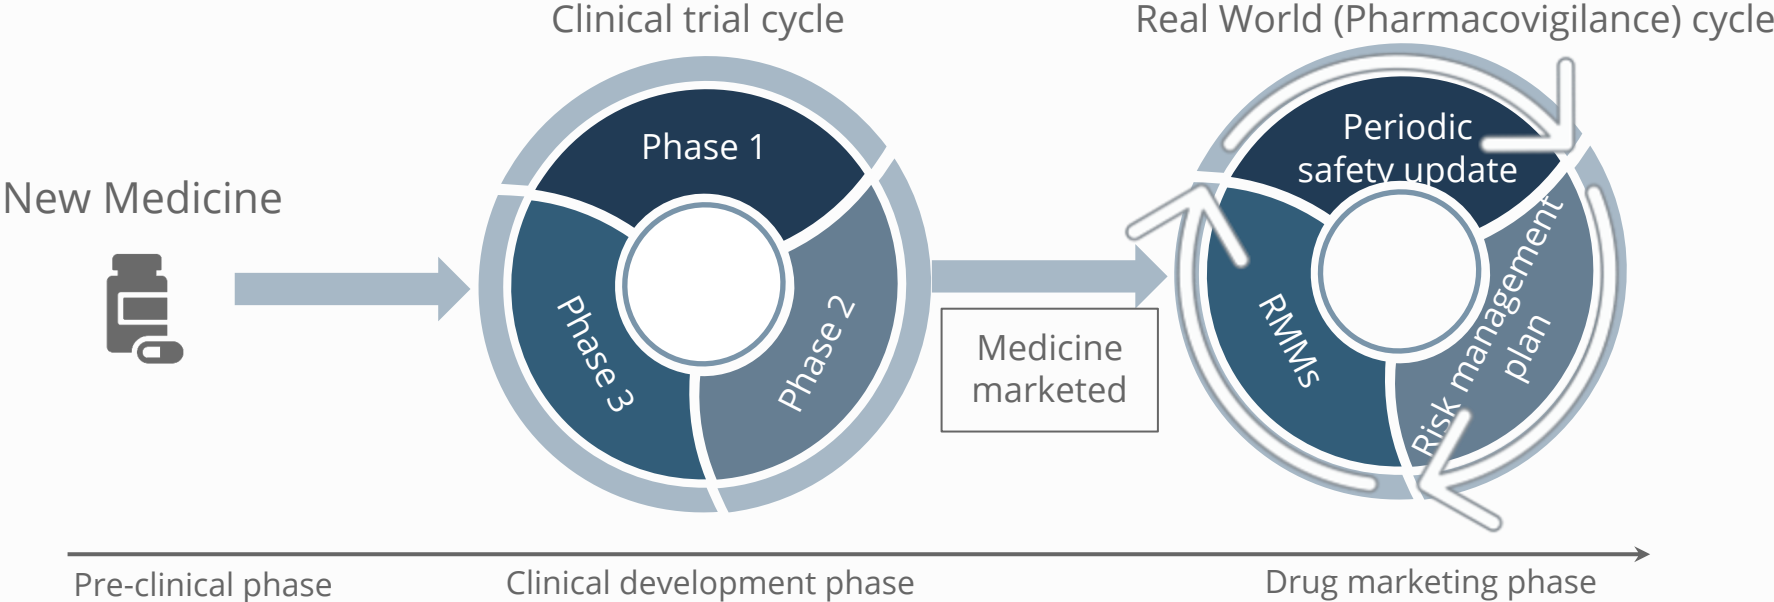 Clinical trial cycle
Real World (Pharmacovigilance) cycle
New Medicine
Phase 1
Phase 2
Phase 3
Medicine
marketed
Periodic
safety update
Risk management
plan
RMMs
Pre-clinical phase
Clinical development phase
Drug marketing phase